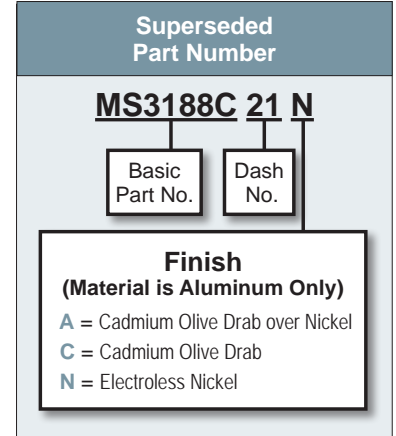 Superseded
Part Number
MS3188C 21 N
Basic
Part No.
Dash
No.
Finish
(Material is Aluminum Only)
A = Cadmium Olive Drab over Nickel
C = Cadmium Olive Drab
N = Electroless Nickel